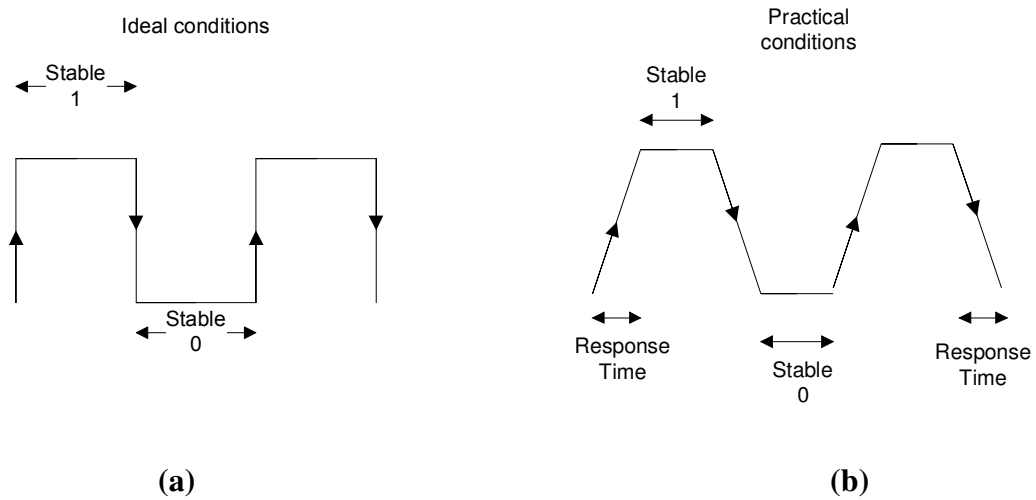 Ideal conditions
Stable
1
Stable
0
(a)
Practical
conditions
Stable
1
Response
Time
Stable
0
Response
Time
(b)